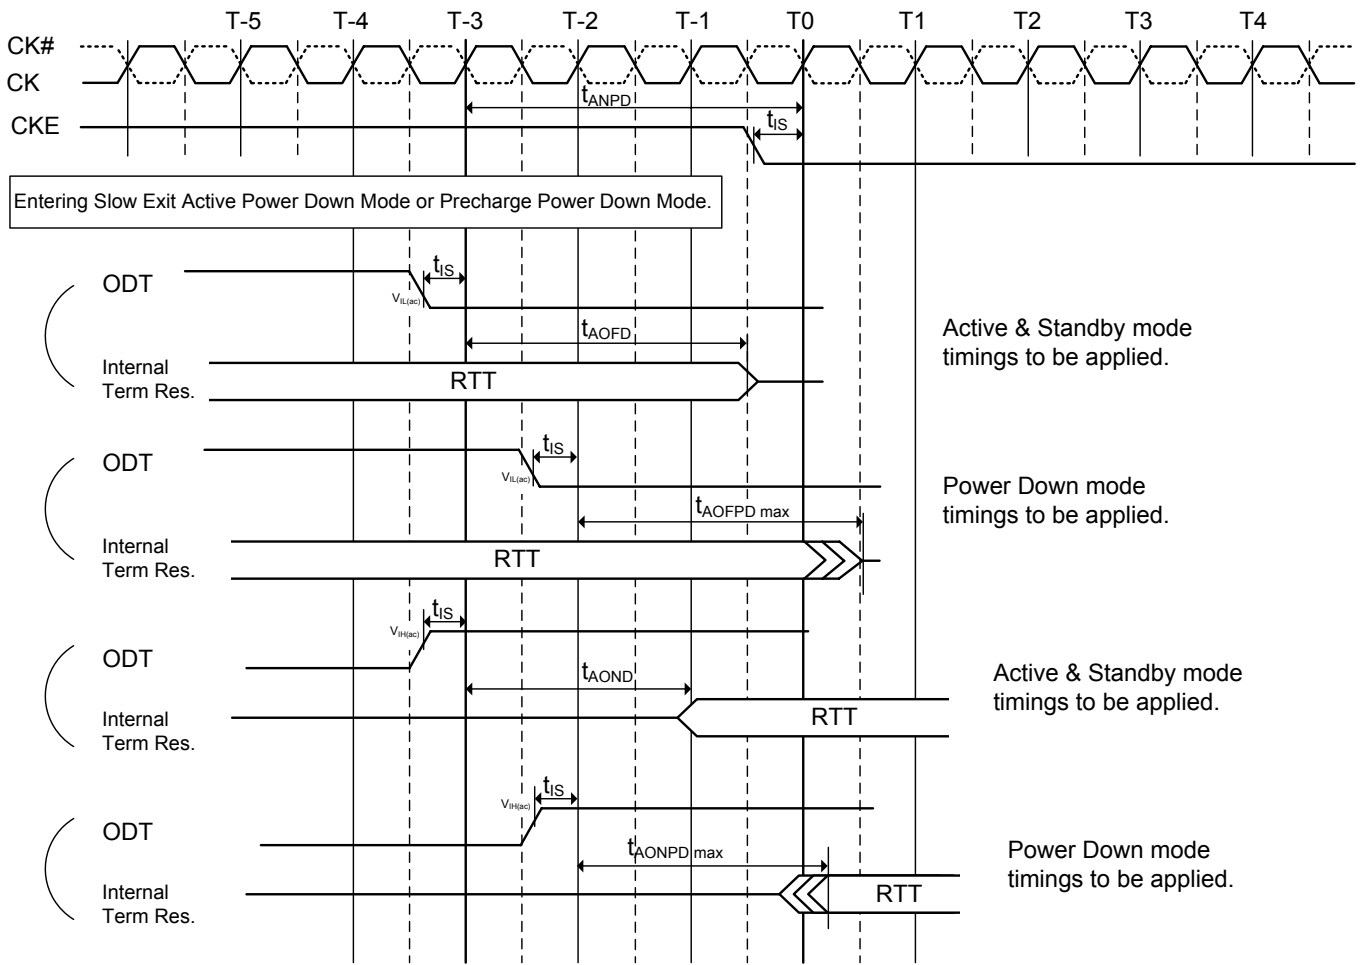 T-5 T-4 T-3 T-2 T-1 T0 T1 T2 T3 T4
CK#
CK
tANPD
CKE
tIS
Entering Slow Exit Active Power Down Mode or Precharge Power Down Mode.
ODT
tIS
VIL(ac)
tAOFD
Internal
Term Res.
RTT
Active & Standby mode
timings to be applied.
ODT
tIS
VIL(ac)
tAOFPD max
Internal
Term Res.
RTT
Power Down mode
timings to be applied.
ODT
tIS
VIH(ac)
tAOND
Internal
Term Res.
RTT
Active & Standby mode
timings to be applied.
ODT
tIS
VIH(ac)
tAONPD max
Internal
Term Res.
RTT
Power Down mode
timings to be applied.